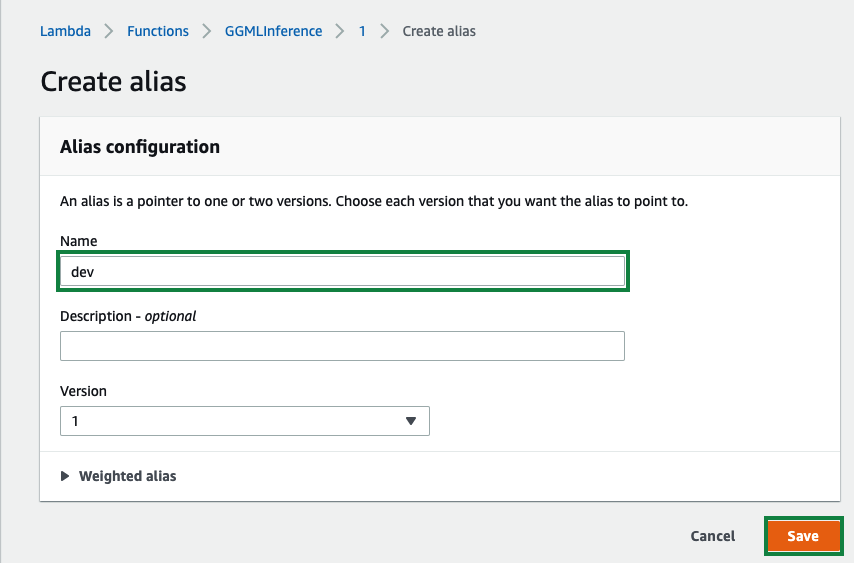 Lambda > Functions > GGMLInference > 1 > Create alias
Create alias
Alias configuration
An alias is a pointer to one or two versions. Choose each version that you want the alias to point to.
Name
dev
Description - optional
Version
1
Weighted alias
Cancel Save